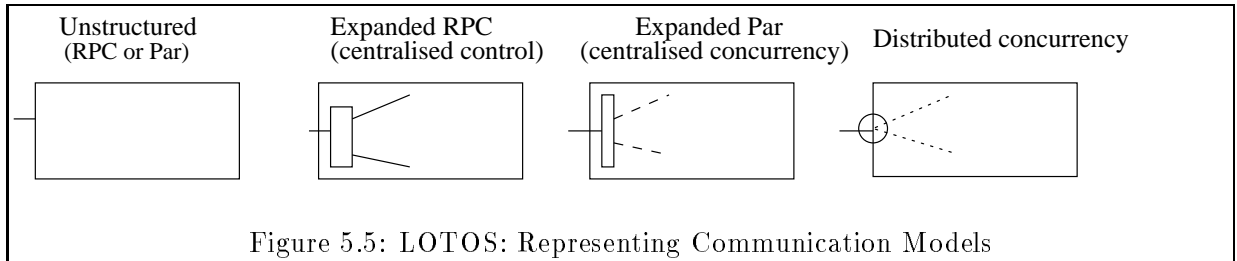 Unstructured
(RPC or Par)
Expanded RPC
(centralised control)
Expanded Par
(centralised concurrency)
Distributed concurrency
Figure 5.5: LOTOS: Representing Communication Models